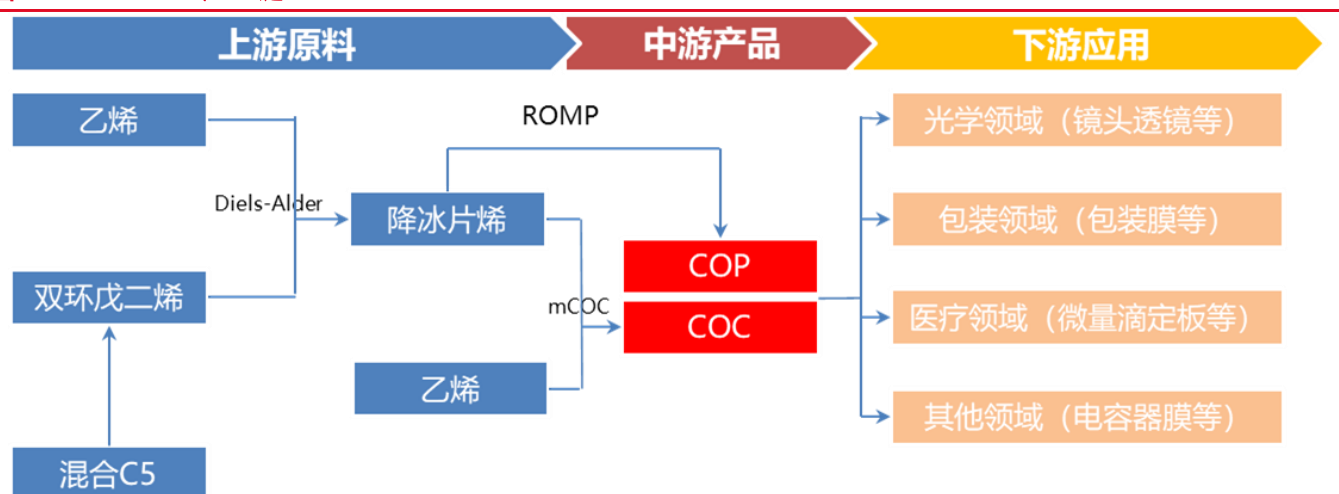 上游原料
中游产品
下游应用
乙烯
ROMP
光学领域（镜头透镜等）
Diels-Alder
降冰片烯
包装领域（包装膜等）
COP
双环戊二烯
mCOC
COC
医疗领域（微量滴定板等）
乙烯
其他领域（电容器膜等）
混合C5